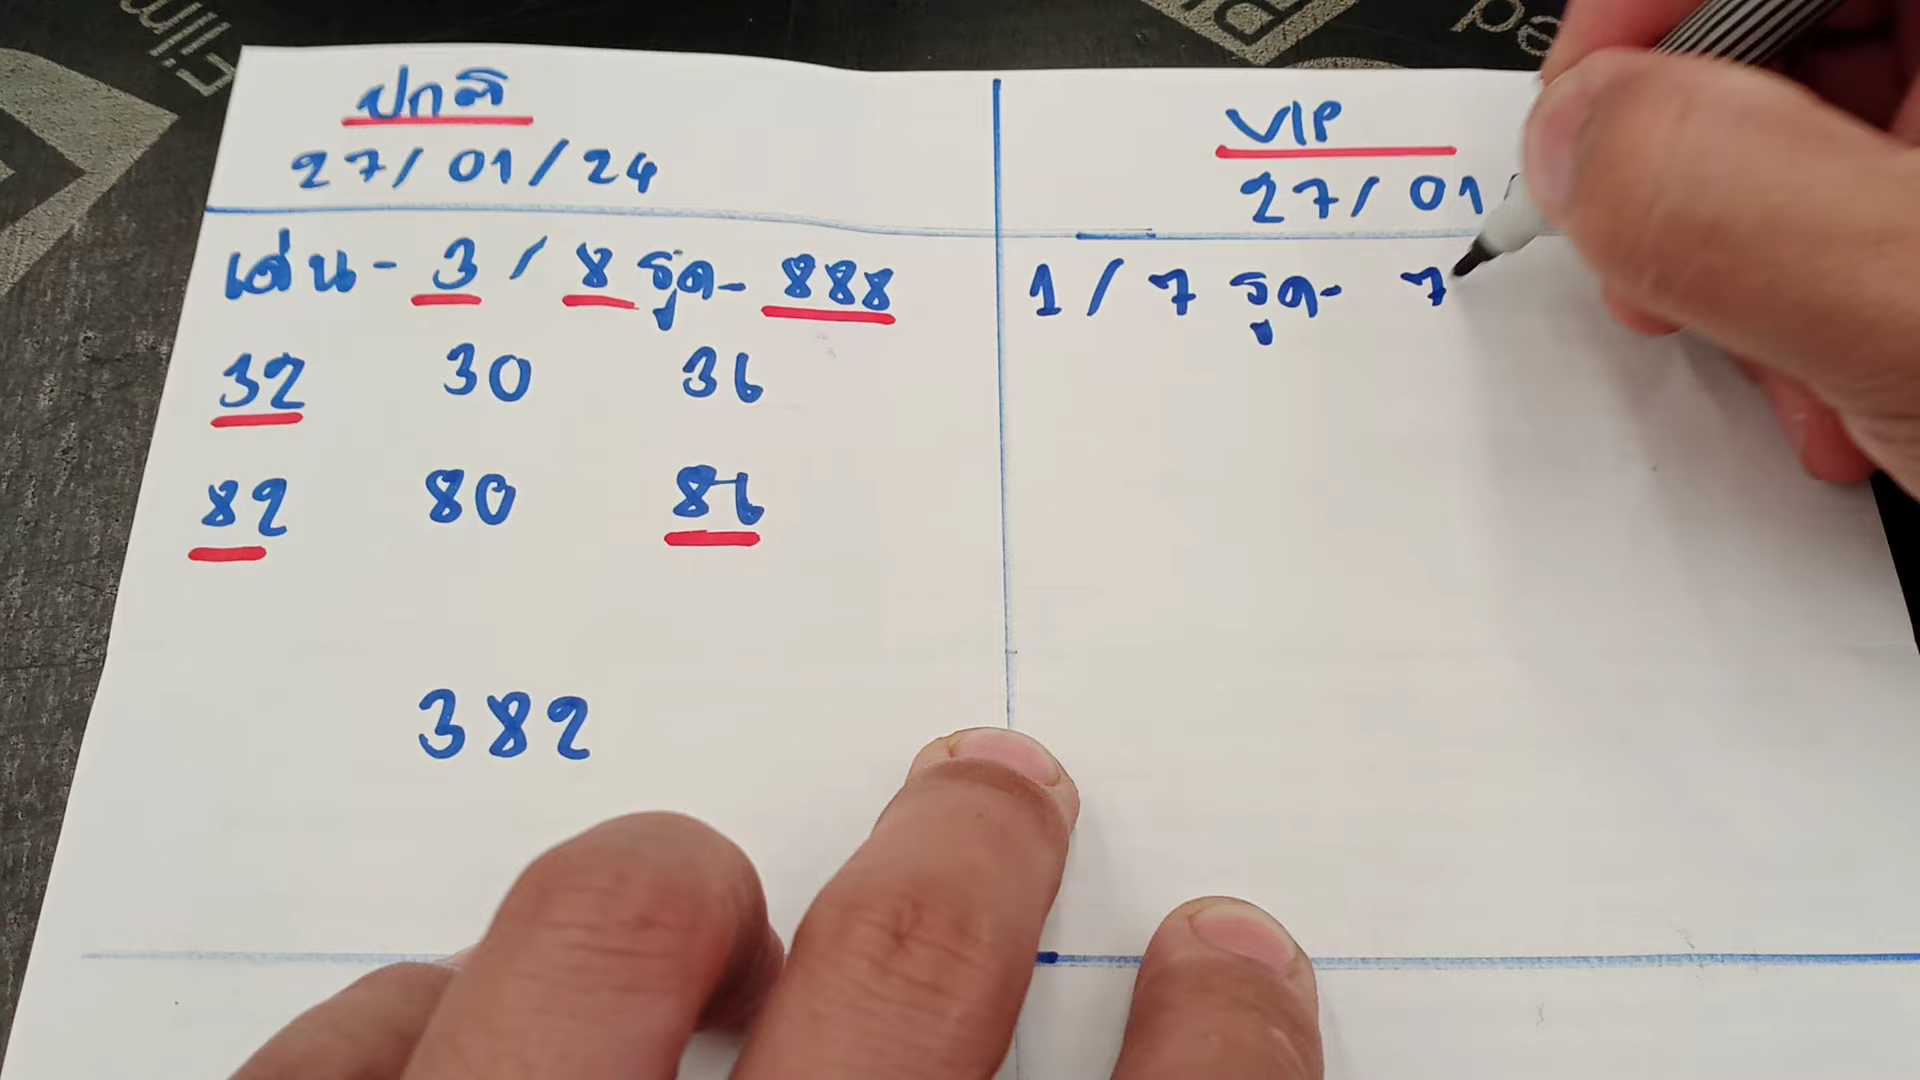 ปกติ
27/01/24
เด่น- 3 / 8 รูด- 888
32 30 36
82 80 86
382
VIP
27/01
1 / 7 รูด- 7